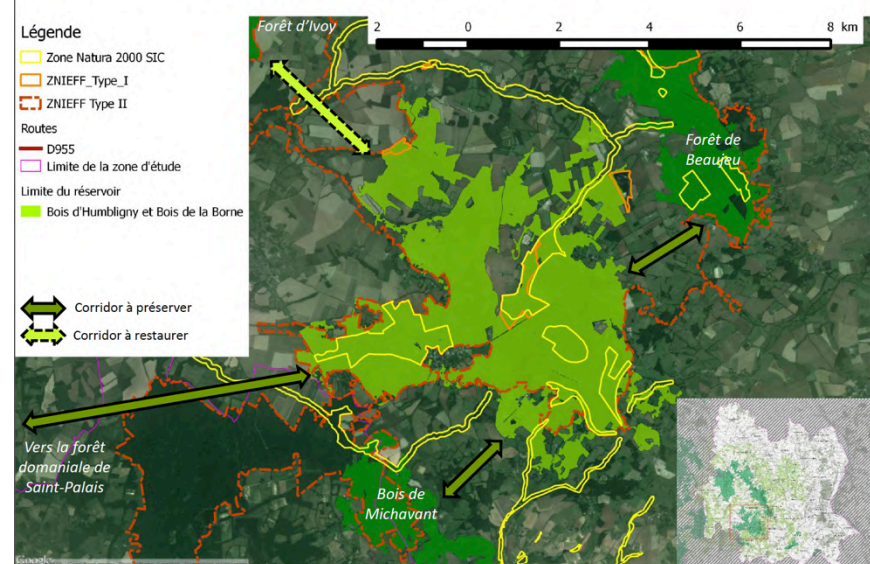 Légende
Zone Natura 2000 SIC
ZNIEFF_Type_I
ZNIEFF Type II
Routes
D955
Limite de la zone d'étude
Limite du réservoir
Bois d'Humbligny et Bois de la Borne
Corridor à préserver
Corridor à restaurer
Forêt d'Ivoy
2 0 2 4 6 8 km
Forêt de
Beaujeu
Vers la forêt
domaniale de
Saint-Palais
Bois de
Michavant
Google